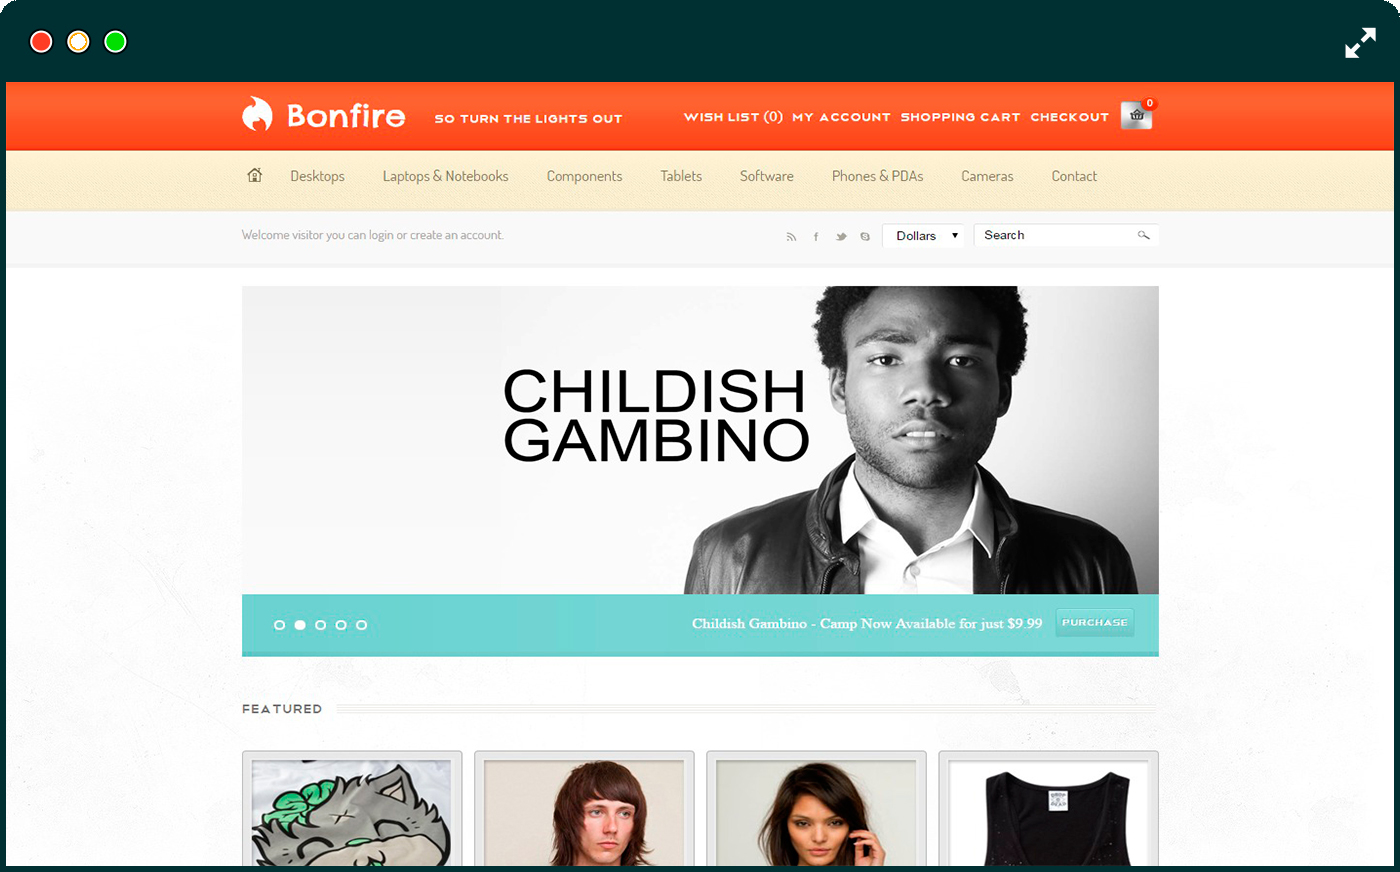 Bonfire
SO TURN THE LIGHTS OUT
WISH LIST (0) MY ACCOUNT SHOPPING CART CHECKOUT
0
Desktops Laptops & Notebooks Components Tablets Software Phones & PDAs Cameras Contact
Welcome visitor you can login or create an account.
Dollars
Search
CHILDISH
GAMBINO
Childish Gambino - Camp Now Available for just $9.99
PURCHASE
FEATURED